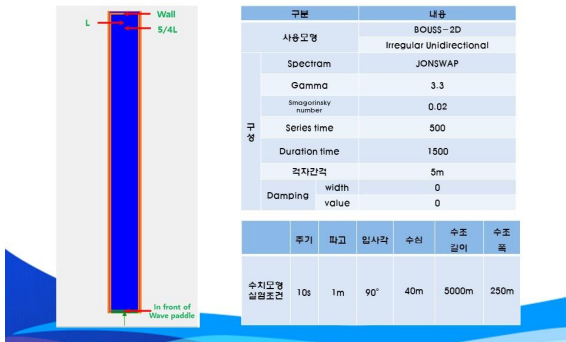 Wall
L
5/4L
In front of
Wave paddle
구분 내용
사용모형 BOUSS-2D
Irregular Unidirectional
구성
Spectram JONSWAP
Gamma 3.3
Smagorinsky
number 0.02
Series time 500
Duration time 1500
격자간격 5m
Damping width 0
value 0
주기 파고 입사각 수심 수조
길이 수조
폭
수치모형
실험조건 10s 1m 90° 40m 5000m 250m